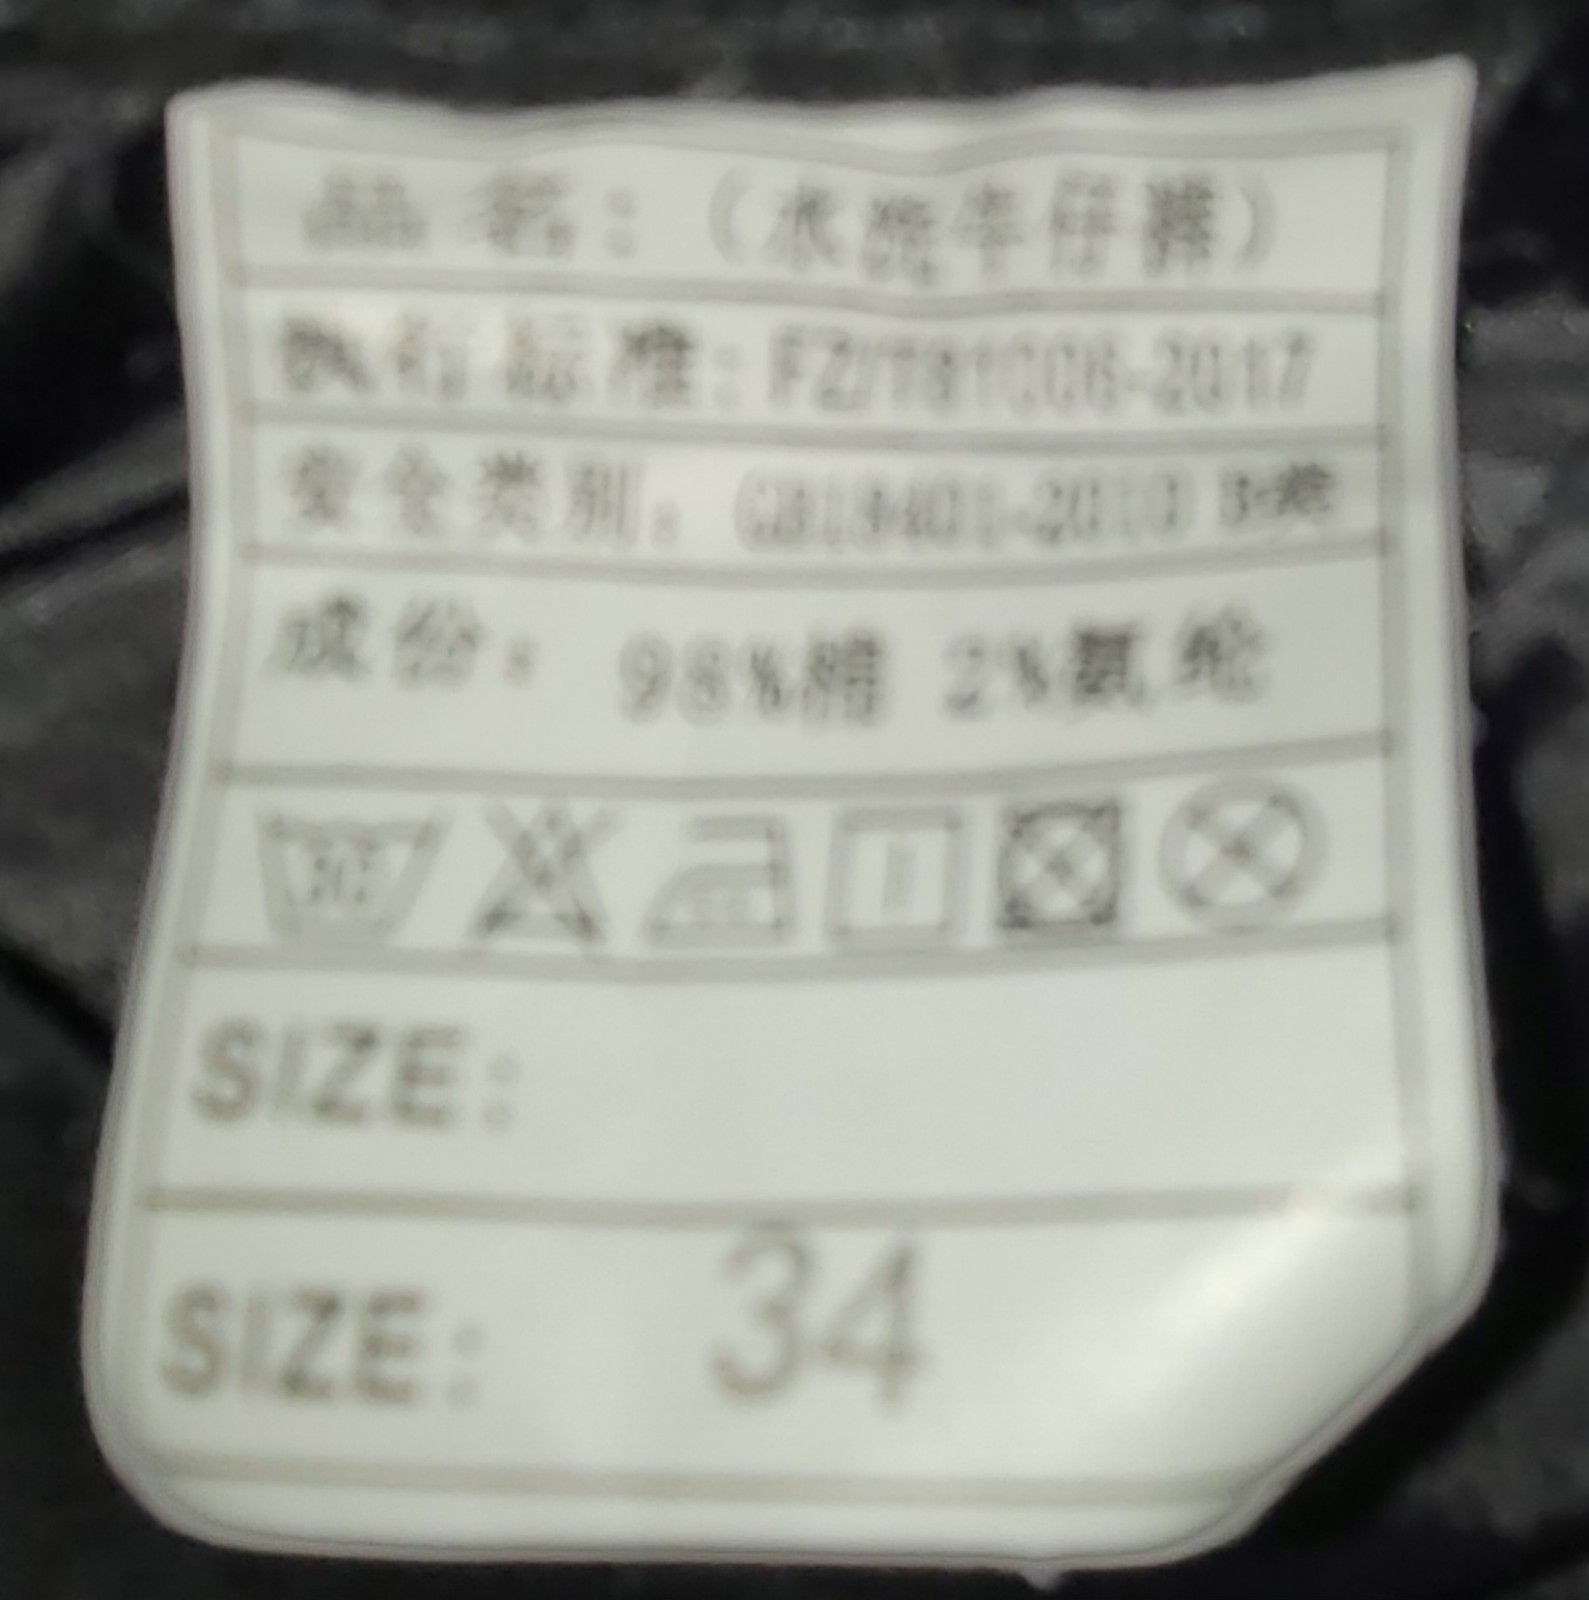 品名：（水洗牛仔裤）
执行标准：FZ/T81006-2017
安全类别：GB18401-2010 B类
成份：98%棉 2%氨纶
30
SIZE:
SIZE: 34